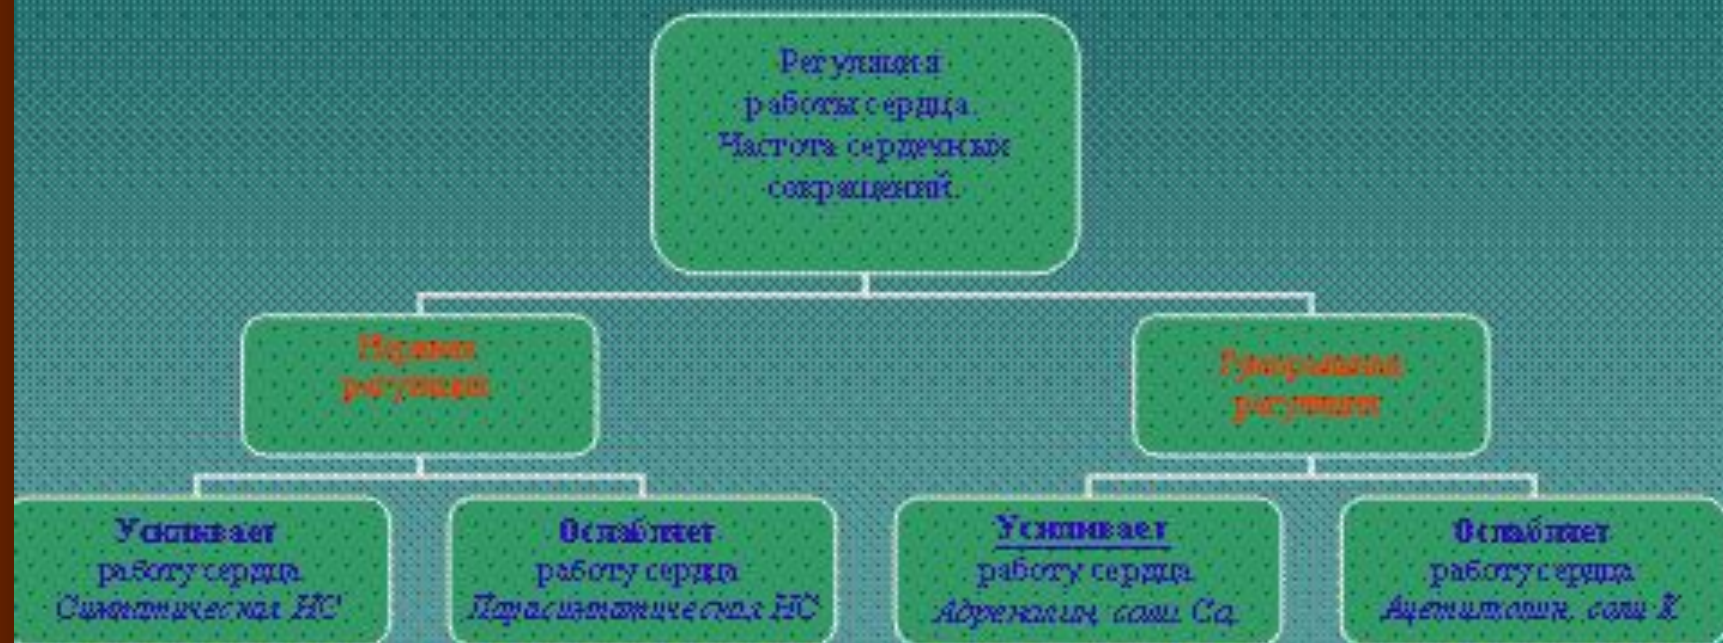 Регуляция
работы сердца.
Частота сердечных
сокращений.
Нервная
регуляция
Гуморальная
регуляция
Усиливает
работу сердца
Симпатическая НС
Ослабляет
работу сердца
Парасимпатическая НС
Усиливает
работу сердца
Адреналин, соли Ca,
Ослабляет
работу сердца
Ацетилхолин, соли К